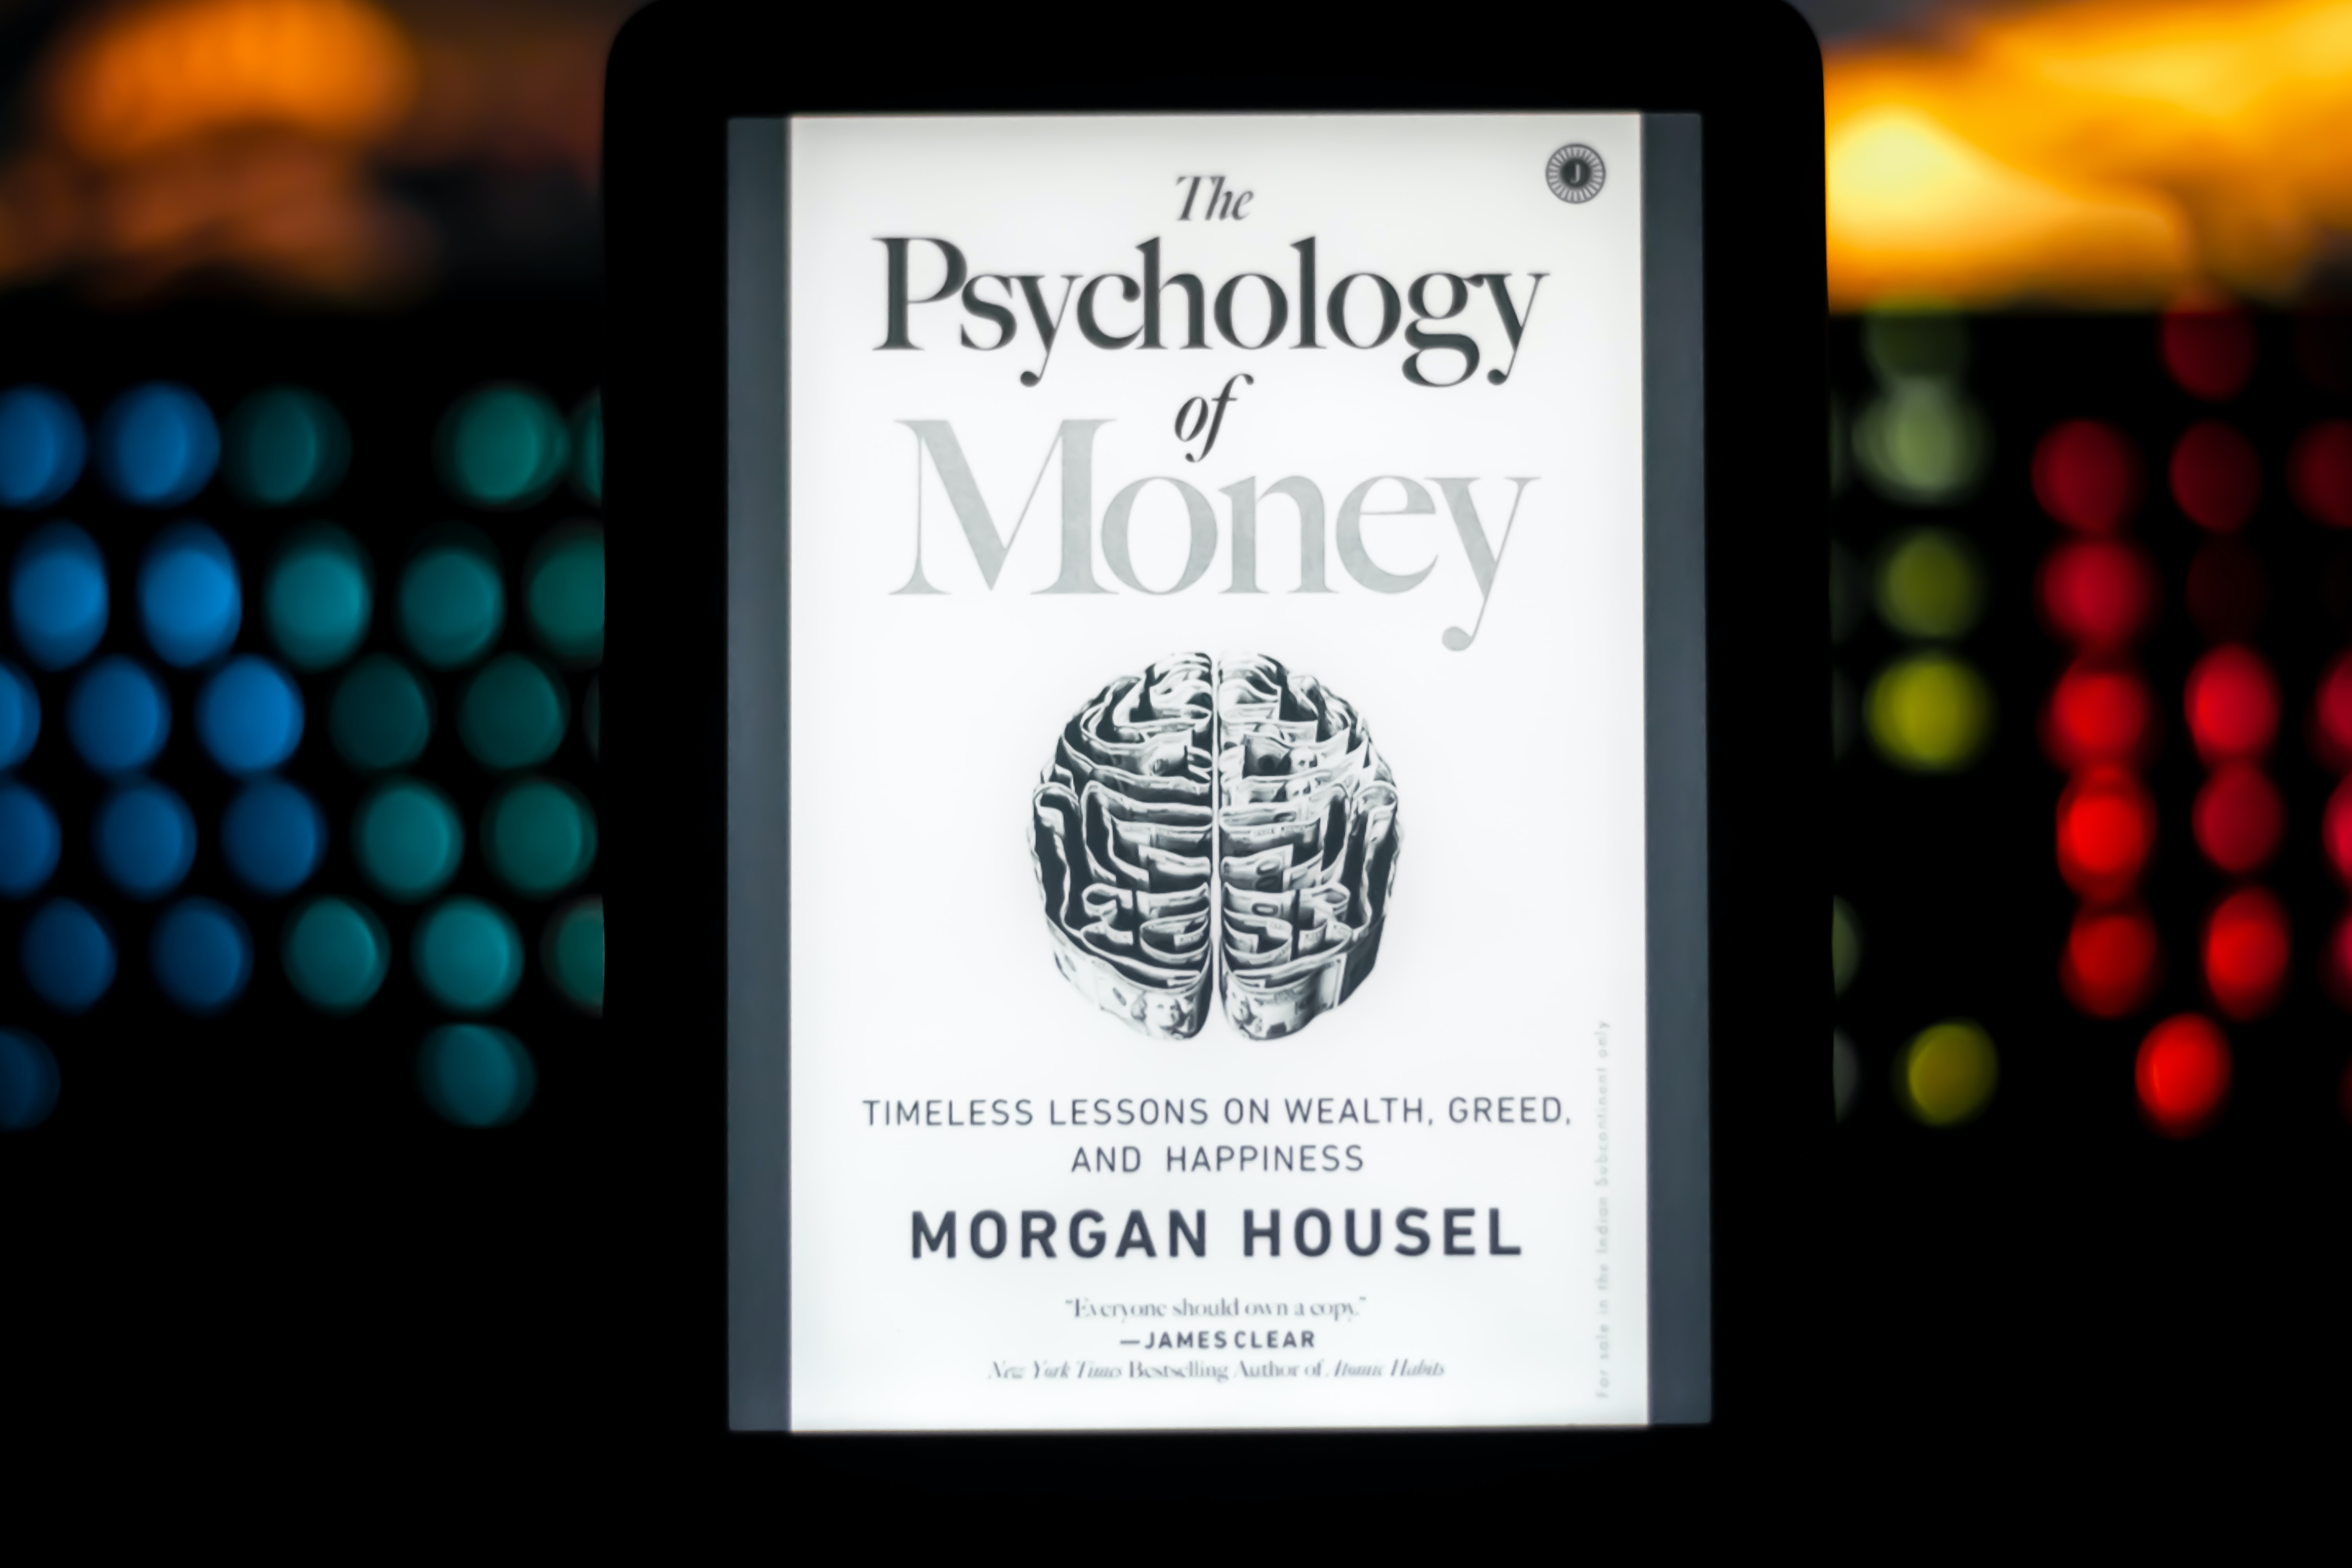 The
J
Psychology
of
Money
TIMELESS LESSONS ON WEALTH, GREED,
AND HAPPINESS
MORGAN HOUSEL
"Everyone should own a copy."
—JAMES CLEAR
New York Times Bestselling Author of Atomic Habits
For sale in the Indian Subcontinent only